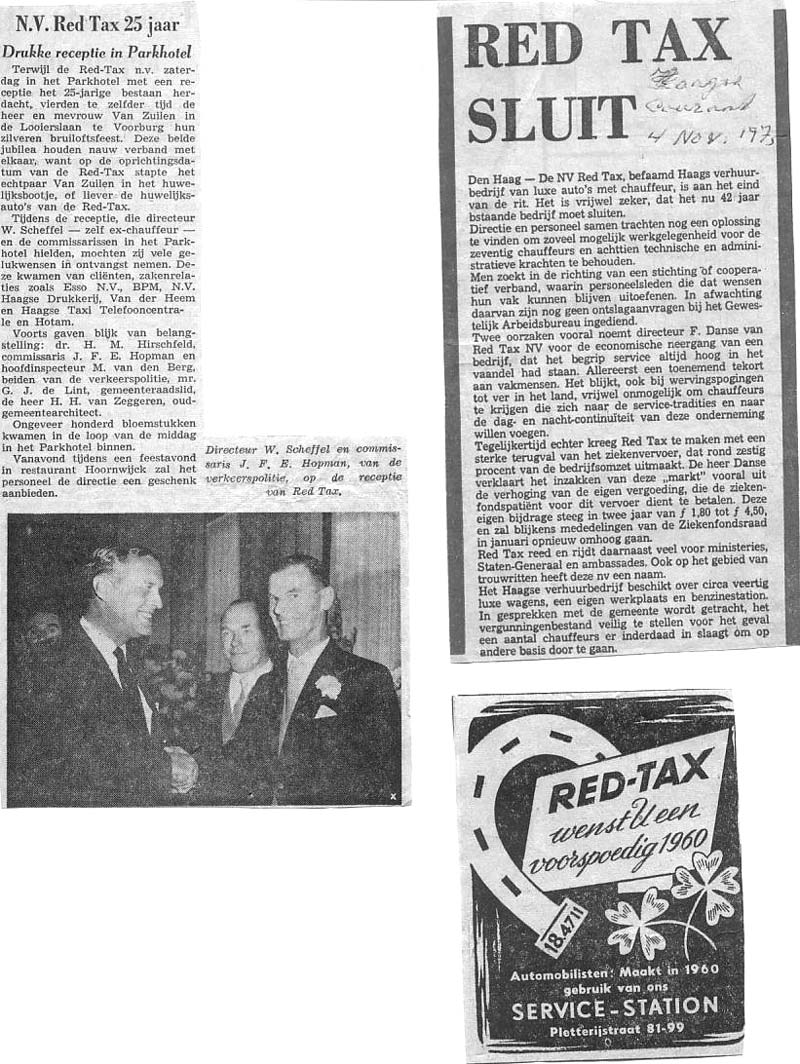 N.V. Red Tax 25 jaar
Drukke receptie in Parkhotel
Terwijl de Red-Tax n.v. zater-
dag in het Parkhotel met een re-
ceptie het 25-jarige bestaan her-
dacht, vierden te zelfder tijd de
heer en mevrouw Van Zuilen in
de Looierslaan te Voorburg hun
zilveren bruiloftsfeest. Deze beide
jubilea houden nauw verband met
elkaar, want op de oprichtingsda-
tum van de Red-Tax stapte het
echtpaar Van Zuilen in het huwe-
lijksbootje, of liever de huwelijks-
auto's van de Red-Tax.
Tijdens de receptie, die directeur
W. Scheffel — zelf ex-chauffeur —
en de commissarissen in het Park-
hotel hielden, mochten zij vele ge-
lukwensen in ontvangst nemen. De-
ze kwamen van cliënten, zakenrela-
ties zoals Esso N.V., BPM, N.V.
Haagse Drukkerij, Van der Heem
en Haagse Taxi Telefooncentra-
le en Hotam.
Voorts gaven blijk van belang-
stelling: dr. H. M. Hirschfeld,
commissaris J. F. E. Hopman en
hoofdinspecteur M. van den Berg,
beiden van de verkeerspolitie, mr.
G. J. de Lint, gemeenteraadslid,
de heer H. H. van Zeggeren, oud-
gemeentearchitect.
Ongeveer honderd bloemstukken
kwamen in de loop van de middag
in het Parkhotel binnen.
Vanavond tijdens een feestavond
in restaurant Hoornwijck zal het
personeel de directie een geschenk
aanbieden.
Directeur W. Scheffel en commis-
saris J. F. E. Hopman, van de
verkeerspolitie, op de receptie
van Red Tax.
x
RED TAX
SLUIT
Haagse
Courant
4 Nov. 197
Den Haag — De NV Red Tax, befaamd Haags verhuur-
bedrijf van luxe auto's met chauffeur, is aan het eind
van de rit. Het is vrijwel zeker, dat het nu 42 jaar
bstaande bedrijf moet sluiten.
Directie en personeel samen trachten nog een oplossing
te vinden om zoveel mogelijk werkgelegenheid voor de
zeventig chauffeurs en achttien technische en admini-
stratieve krachten te behouden.
Men zoekt in de richting van een stichting of coopera-
tief verband, waarin personeelsleden die dat wensen
hun vak kunnen blijven uitoefenen. In afwachting
daarvan zijn nog geen ontslagaanvragen bij het Gewes-
telijk Arbeidsbureau ingediend.
Twee oorzaken vooral noemt directeur F. Danse van
Red Tax NV voor de economische neergang van een
bedrijf, dat het begrip service altijd hoog in het
vaandel had staan. Allereerst een toenemend tekort
aan vakmensen. Het blijkt, ook bij wervingspogingen
tot ver in het land, vrijwel onmogelijk om chauffeurs
te krijgen die zich naar de service-tradities en naar
de dag- en nacht-continuïteit van deze onderneming
willen voegen.
Tegelijkertijd echter kreeg Red Tax te maken met een
sterke terugval van het ziekenvervoer, dat rond zestig
procent van de bedrijfsomzet uitmaakt. De heer Danse
verklaart het inzakken van deze „markt” vooral uit
de verhoging van de eigen vergoeding, die de zieken-
fondspatiënt voor dit vervoer dient te betalen. Deze
eigen bijdrage steeg in twee jaar van ƒ 1,80 tot ƒ 4,50,
en zal blijkens mededelingen van de Ziekenfondsraad
in januari opnieuw omhoog gaan.
Red Tax reed en rijdt daarnaast veel voor ministeries,
Staten-Generaal en ambassades. Ook op het gebied van
trouwritten heeft deze nv een naam.
Het Haagse verhuurbedrijf beschikt over circa veertig
luxe wagens, een eigen werkplaats en benzinestation.
In gesprekken met de gemeente wordt getracht, het
vergunningenbestand veilig te stellen voor het geval
een aantal chauffeurs er inderdaad in slaagt om op
andere basis door te gaan.
RED-TAX
wenst U een
voorspoedig 1960
18.47.11
Automobilisten: Maakt in 1960
gebruik van ons
SERVICE-STATION
Pletterijstraat 81-99